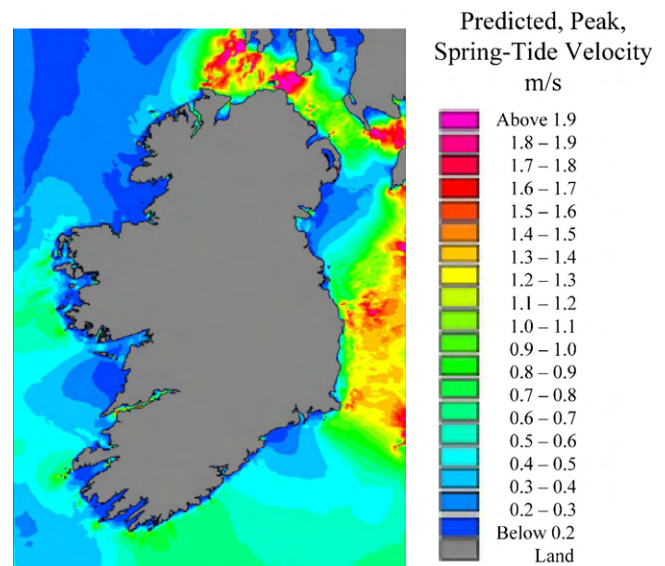 Predicted, Peak,
Spring-Tide Velocity
m/s
Above 1.9
1.8 – 1.9
1.7 – 1.8
1.6 – 1.7
1.5 – 1.6
1.4 – 1.5
1.3 – 1.4
1.2 – 1.3
1.1 – 1.2
1.0 – 1.1
0.9 – 1.0
0.8 – 0.9
0.7 – 0.8
0.6 – 0.7
0.5 – 0.6
0.4 – 0.5
0.3 – 0.4
0.2 – 0.3
Below 0.2
Land